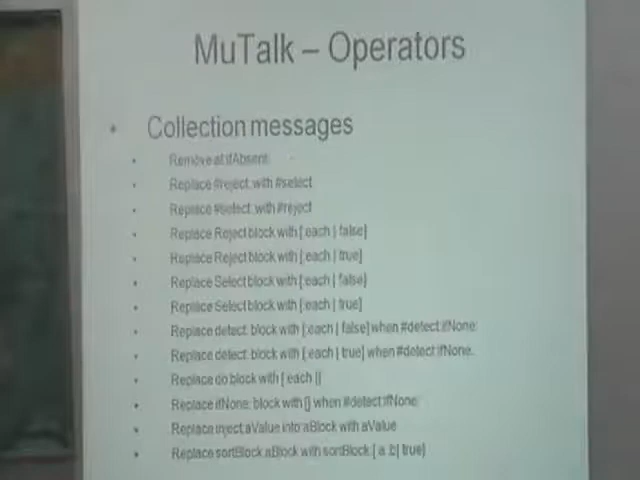 MuTalk – Operators
• Collection messages
• Remove at:ifAbsent:
• Replace #reject: with #select
• Replace #select: with #reject
• Replace Reject block with [:each | false]
• Replace Reject block with [:each | true]
• Replace Select block with [:each | false]
• Replace Select block with [:each | true]
• Replace detect: block with [:each | false] when #detect:ifNone:
• Replace detect: block with [:each | true] when #detect:ifNone:
• Replace do block with [:each |]
• Replace ifNone: block with [] when #detect:ifNone
• Replace inject:aValue into:aBlock with aValue
• Replace sortBlock:aBlock with sortBlock:[:a :b| true]